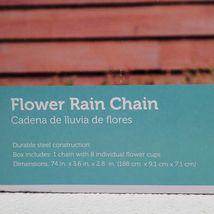 Flower Rain Chain
Cadena de lluvia de flores
Durable steel construction
Box includes: 1 chain with 8 individual flower cups
Dimensions: 74 in x 3.6 in x 2.8 in (188 cm x 9.1 cm x 7.1 cm)